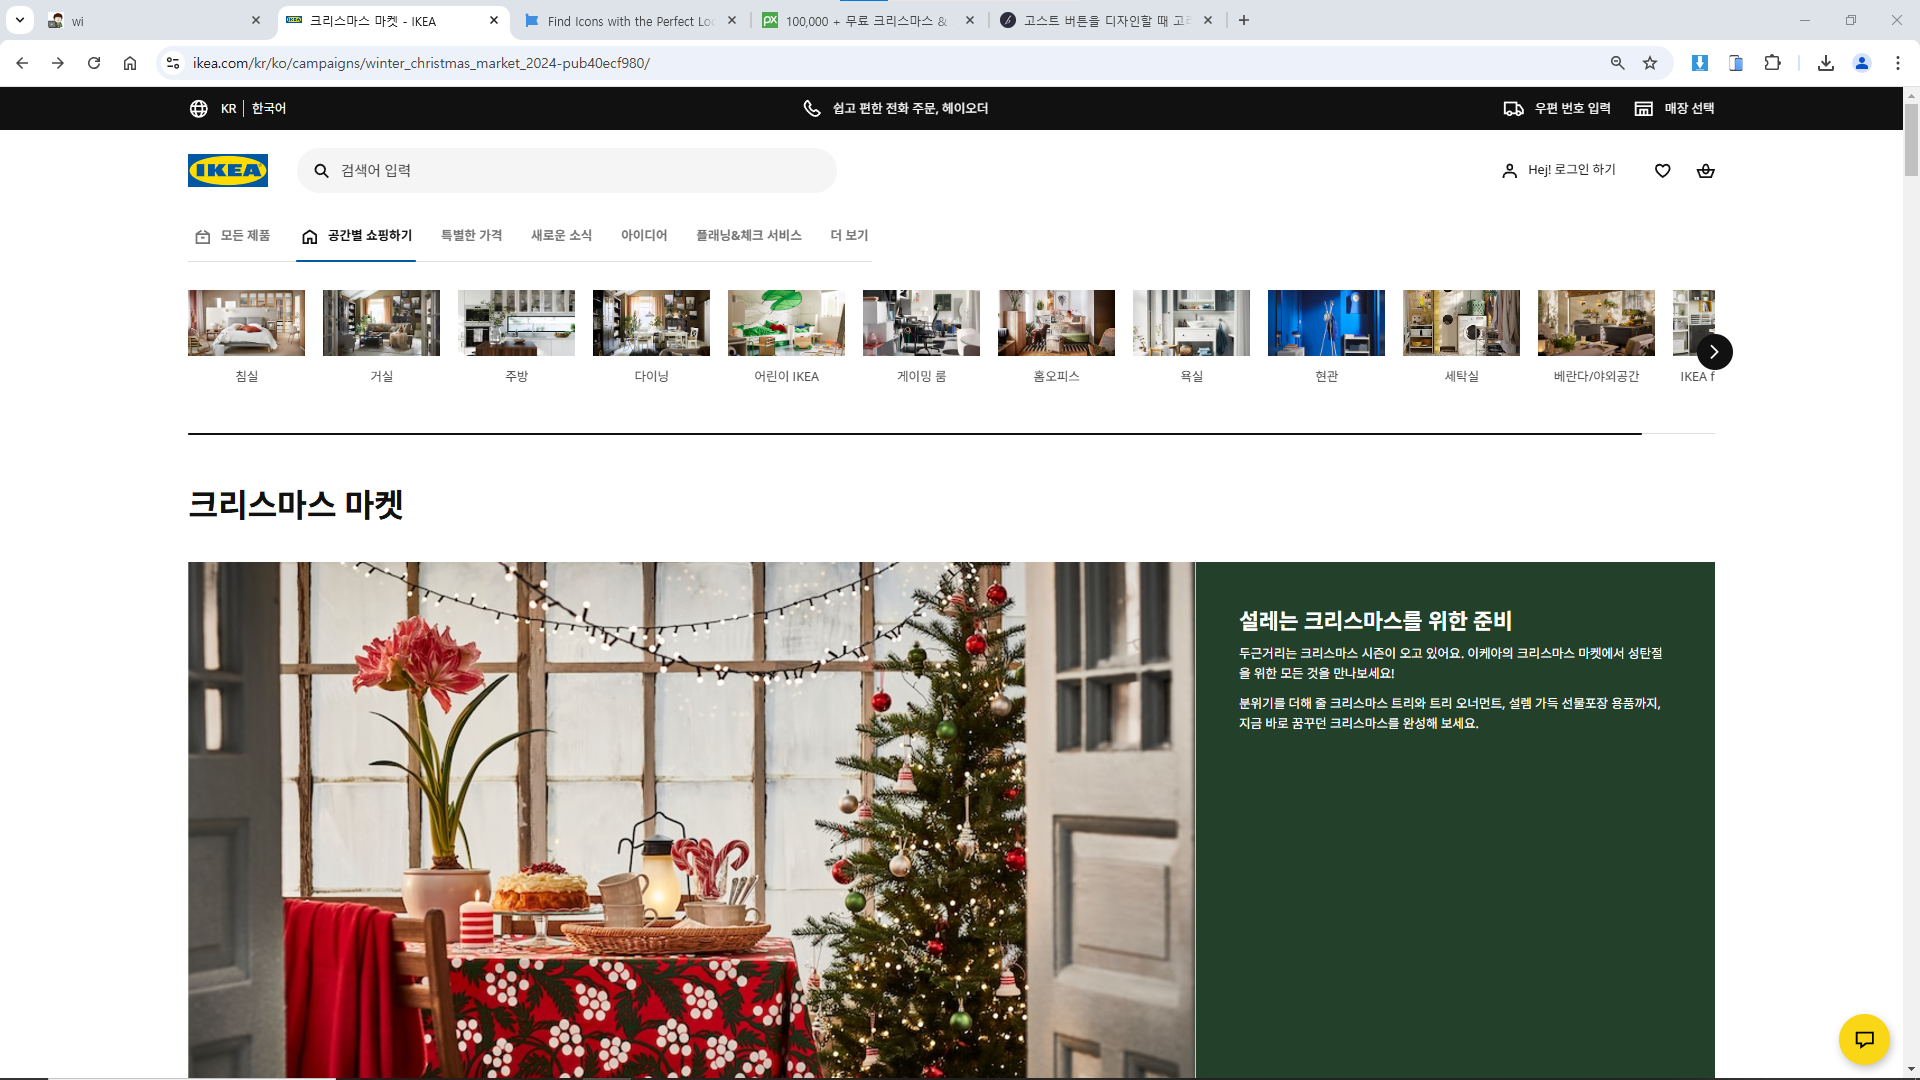 wi
크리스마스 마켓 - IKEA
Find Icons with the Perfect Lo
100,000 + 무료 크리스마스 &
고스트 버튼을 디자인할 때 고려
ikea.com/kr/ko/campaigns/winter_christmas_market_2024-pub40ecf980/
KR | 한국어
쉽고 편한 전화 주문, 헤이오더
우편 번호 입력
매장 선택
IKEA
검색어 입력
Hej! 로그인 하기
모든 제품
공간별 쇼핑하기
특별한 가격
새로운 소식
아이디어
플래닝&체크 서비스
더 보기
침실
거실
주방
다이닝
어린이 IKEA
게이밍 룸
홈오피스
욕실
현관
세탁실
베란다/야외공간
IKEA f
크리스마스 마켓
설레는 크리스마스를 위한 준비
두근거리는 크리스마스 시즌이 오고 있어요. 이케아의 크리스마스 마켓에서 성탄절
을 위한 모든 것을 만나보세요!
분위기를 더해 줄 크리스마스 트리와 트리 오너먼트, 설렘 가득 선물포장 용품까지,
지금 바로 꿈꾸던 크리스마스를 완성해 보세요.